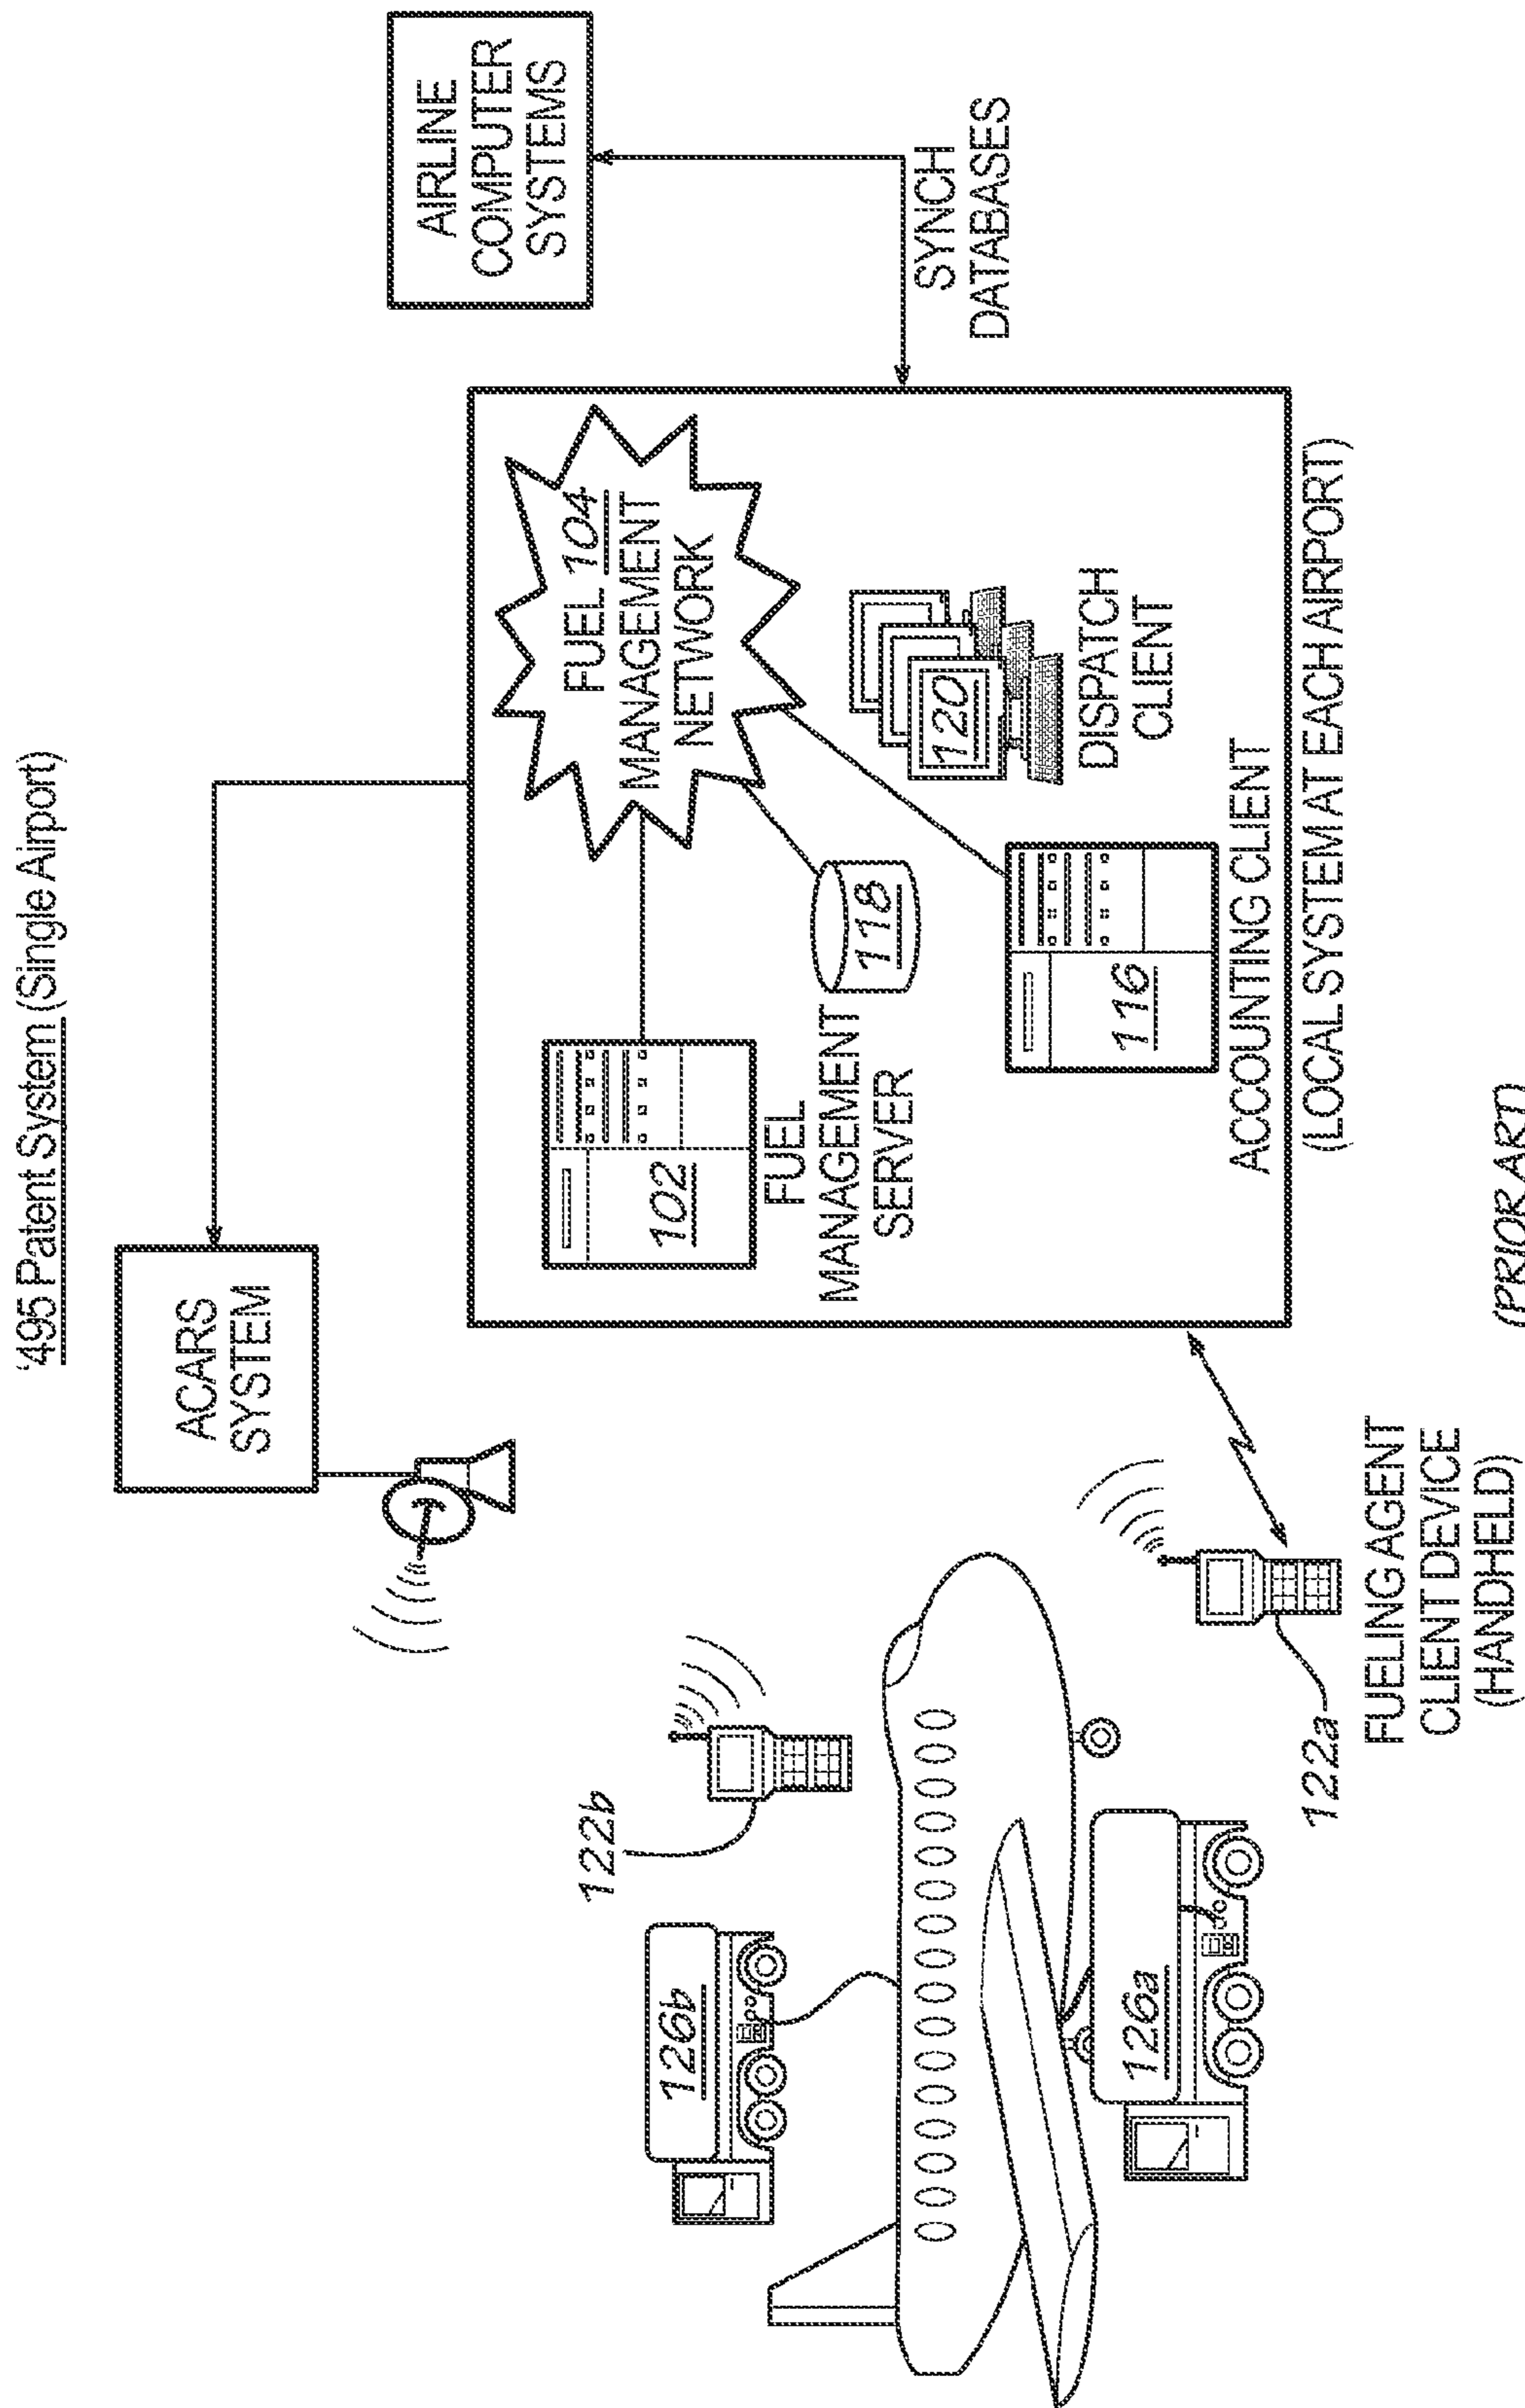 '495 Patent System (Single Airport)
ACARS
SYSTEM
AIRLINE
COMPUTER
SYSTEMS
SYNCH
DATABASES
FUEL 104
MANAGEMENT
NETWORK
102
FUEL
MANAGEMENT
SERVER
118
120
DISPATCH
CLIENT
116
ACCOUNTING CLIENT
(LOCAL SYSTEM AT EACH AIRPORT)
122b
126b
126a
122a
FUELING AGENT
CLIENT DEVICE
(HANDHELD)
(PRIOR ART)